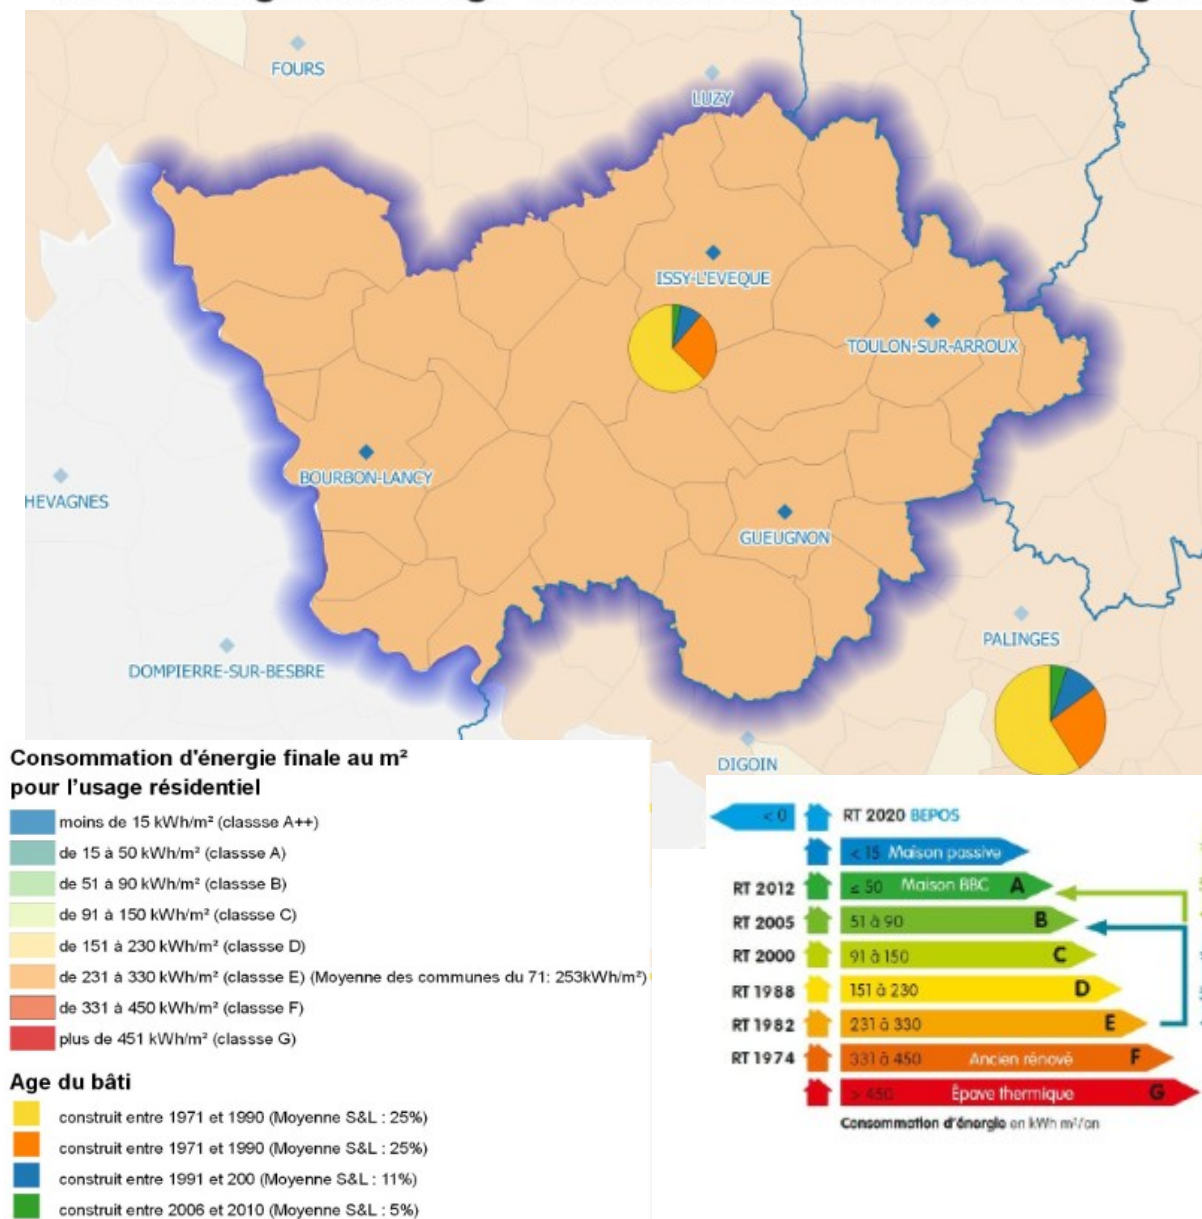 FOURS
LUZY
ISSY-L'EVEQUE
TOULON-SUR-ARROUX
BOURBON-LANCY
HEVAGNES
GUEUGNON
DOMPIERRE-SUR-BESBRE
PALINGES
DIGOIN
Consommation d'énergie finale au m²
pour l'usage résidentiel
moins de 15 kWh/m² (classse A++)
de 15 à 50 kWh/m² (classse A)
de 51 à 90 kWh/m² (classse B)
de 91 à 150 kWh/m² (classse C)
de 151 à 230 kWh/m² (classse D)
de 231 à 330 kWh/m² (classse E) (Moyenne des communes du 71: 253kWh/m²)
de 331 à 450 kWh/m² (classse F)
plus de 451 kWh/m² (classse G)
Age du bâti
construit entre 1971 et 1990 (Moyenne S&L : 25%)
construit entre 1971 et 1990 (Moyenne S&L : 25%)
construit entre 1991 et 200 (Moyenne S&L : 11%)
construit entre 2006 et 2010 (Moyenne S&L : 5%)
< 0 RT 2020 BEPOS
< 15 Maison passive
RT 2012 ≤ 50 Maison BBC A
RT 2005 51 à 90 B
RT 2000 91 à 150 C
RT 1988 151 à 230 D
RT 1982 231 à 330 E
RT 1974 331 à 450 Ancien rénové F
> 450 Épave thermique G
Consommation d'énergie en kWh m²/an